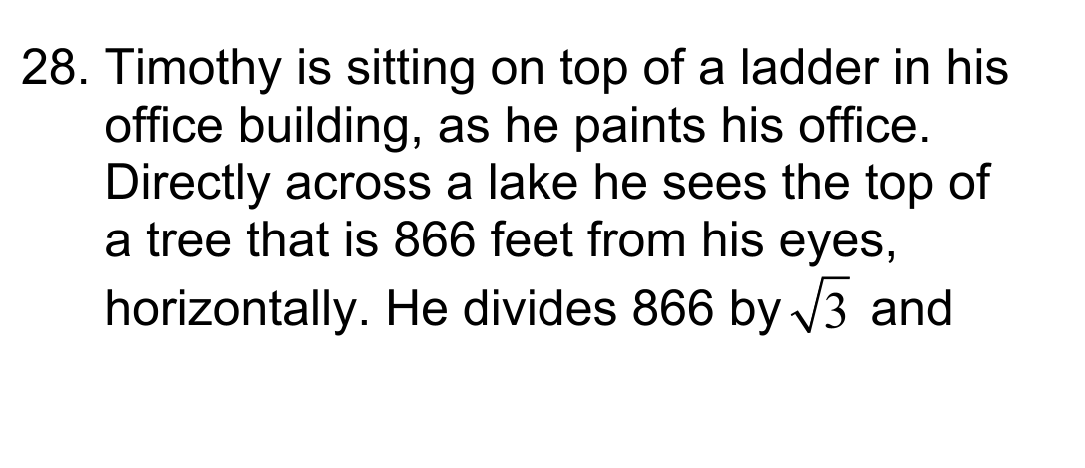 28. Timothy is sitting on top of a ladder in his
office building, as he paints his office.
Directly across a lake he sees the top of
a tree that is 866 feet from his eyes,
horizontally. He divides 866 by √3 and